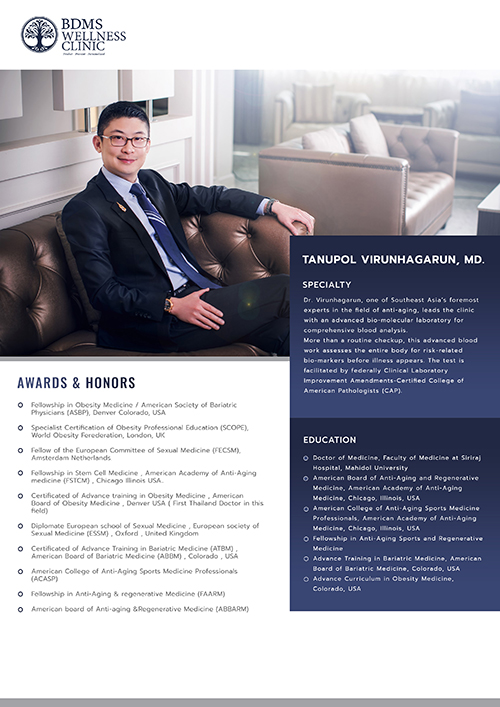 BDMS
WELLNESS
CLINIC
TANUPOL VIRUNHAGARUN, MD.
SPECIALTY
Dr. Virunhagarun, one of Southeast Asia's foremost
experts in the field of anti-aging, leads the clinic
with an advanced bio-molecular laboratory for
comprehensive blood analysis.
More than a routine checkup, this advanced blood
work assesses the entire body for risk-related
bio-markers before illness appears. The test is
facilitated by federally Clinical Laboratory
Improvement Amendments-Certified College of
American Pathologists (CAP).
AWARDS & HONORS
Fellowship in Obesity Medicine / American Society of Bariatric
Physicians (ASBP), Denver Colorado, USA
Specialist Certification of Obesity Professional Education (SCOPE),
World Obesity Ferederation, London, UK
Fellow of the European Committee of Sexual Medicine (FECSM),
Amsterdam Netherlands
Fellowship in Stem Cell Medicine , American Academy of Anti-Aging
medicine (FSTCM) , Chicago Illinois USA.
Certificated of Advance training in Obesity Medicine , American
Board of Obesity Medicine , Denver USA ( First Thailand Doctor in this
field)
Diplomate European school of Sexual Medicine , European society of
Sexual Medicine (ESSM) , Oxford , United Kingdom
Certificated of Advance Training in Bariatric Medicine (ATBM) ,
American Board of Bariatric Medicine (ABBM) , Colorado , USA
American College of Anti-Aging Sports Medicine Professionals
(ACASP)
Fellowship in Anti-Aging & regenerative Medicine (FAARM)
American board of Anti-aging &Regenerative Medicine (ABBARM)
EDUCATION
Doctor of Medicine, Faculty of Medicine at Siriraj
Hospital, Mahidol University
American Board of Anti-Aging and Regenerative
Medicine, American Academy of Anti-Aging
Medicine, Chicago, Illinois, USA
American College of Anti-Aging Sports Medicine
Professionals, American Academy of Anti-Aging
Medicine, Chicago, Illinois, USA
Fellowship in Anti-Aging Sports and Regenerative
Medicine
Advance Training in Bariatric Medicine, American
Board of Bariatric Medicine, Colorado, USA
Advance Curriculum in Obesity Medicine,
Colorado, USA